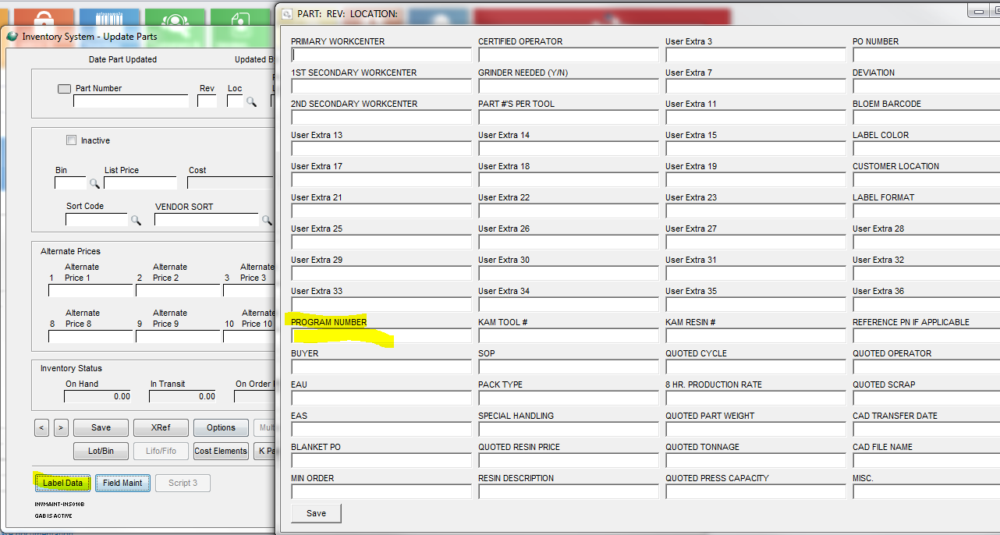 Inventory System - Update Parts
Date Part Updated Updated By
Part Number Rev Loc
Inactive
Bin List Price Cost
Sort Code VENDOR SORT
Alternate Prices
1 Alternate Price 1
2 Alternate Price 2
3 Alternate Price 3
8 Alternate Price 8
9 Alternate Price 9
10 Alternate Price 10
Inventory Status
On Hand In Transit On Order
0.00 0.00
< > Save XRef Options Mul
Lot/Bin Lifo/Fifo Cost Elements K Pa
Label Data Field Maint Script 3
INVMAINT-INS010B
GAB IS ACTIVE
PART: REV: LOCATION:
PRIMARY WORKCENTER CERTIFIED OPERATOR User Extra 3 PO NUMBER
1ST SECONDARY WORKCENTER GRINDER NEEDED (Y/N) User Extra 7 DEVIATION
2ND SECONDARY WORKCENTER PART #'S PER TOOL User Extra 11 BLOEM BARCODE
User Extra 13 User Extra 14 User Extra 15 LABEL COLOR
User Extra 17 User Extra 18 User Extra 19 CUSTOMER LOCATION
User Extra 21 User Extra 22 User Extra 23 LABEL FORMAT
User Extra 25 User Extra 26 User Extra 27 User Extra 28
User Extra 29 User Extra 30 User Extra 31 User Extra 32
User Extra 33 User Extra 34 User Extra 35 User Extra 36
PROGRAM NUMBER KAM TOOL # KAM RESIN # REFERENCE PN IF APPLICABLE
BUYER SOP QUOTED CYCLE QUOTED OPERATOR
EAU PACK TYPE 8 HR. PRODUCTION RATE QUOTED SCRAP
EAS SPECIAL HANDLING QUOTED PART WEIGHT CAD TRANSFER DATE
BLANKET PO QUOTED RESIN PRICE QUOTED TONNAGE CAD FILE NAME
MIN ORDER RESIN DESCRIPTION QUOTED PRESS CAPACITY MISC.
Save